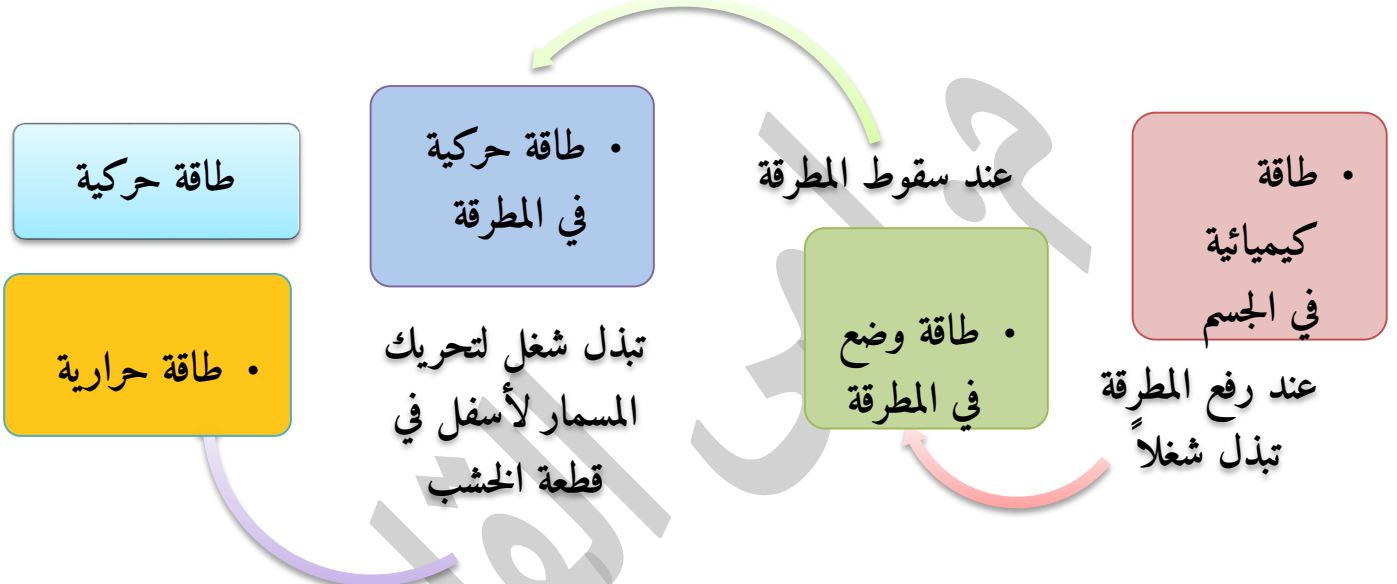 • طاقة
كيميائية
في الجسم
عند رفع المطرقة
تبذل شغلاً
• طاقة وضع
في المطرقة
عند سقوط المطرقة
• طاقة حركية
في المطرقة
تبذل شغل لتحريك
المسمار لأسفل في
قطعة الخشب
طاقة حركية
• طاقة حرارية